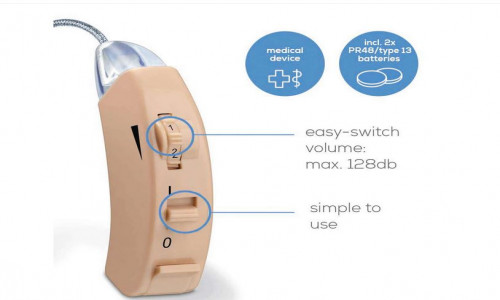 medical
device
incl. 2x
PR48/type 13
batteries
1
2
easy-switch
volume:
max. 128db
I
0
simple to
use